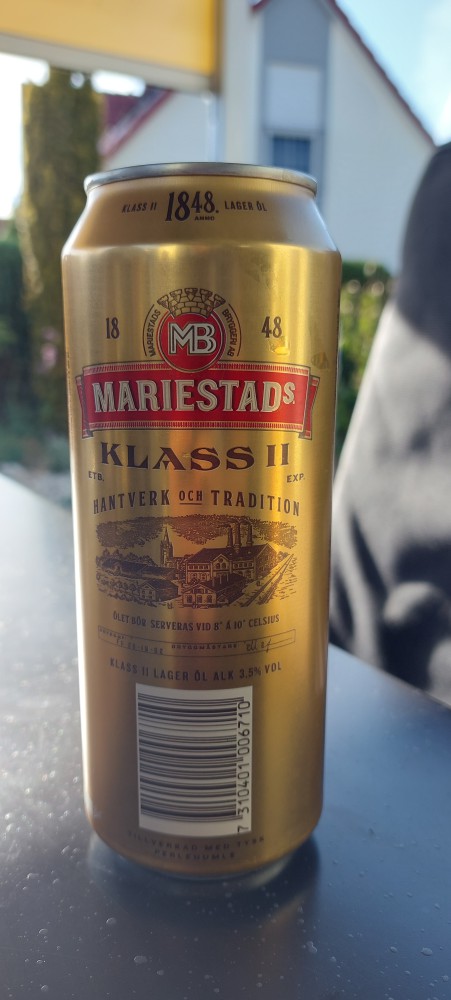 KLASS II 1848. LAGER ÖL
ANNO
18 48
MARIESTADS BRYGGERI AB
MB
MARIESTADS
KLASS II
ETB. EXP.
HANTVERK OCH TRADITION
ÖLET BÖR SERVERAS VID 8° À 10° CELSIUS
BRYGGMÄSTARE
KLASS II LAGER ÖL ALK 3.5% VOL
7 310401 006710